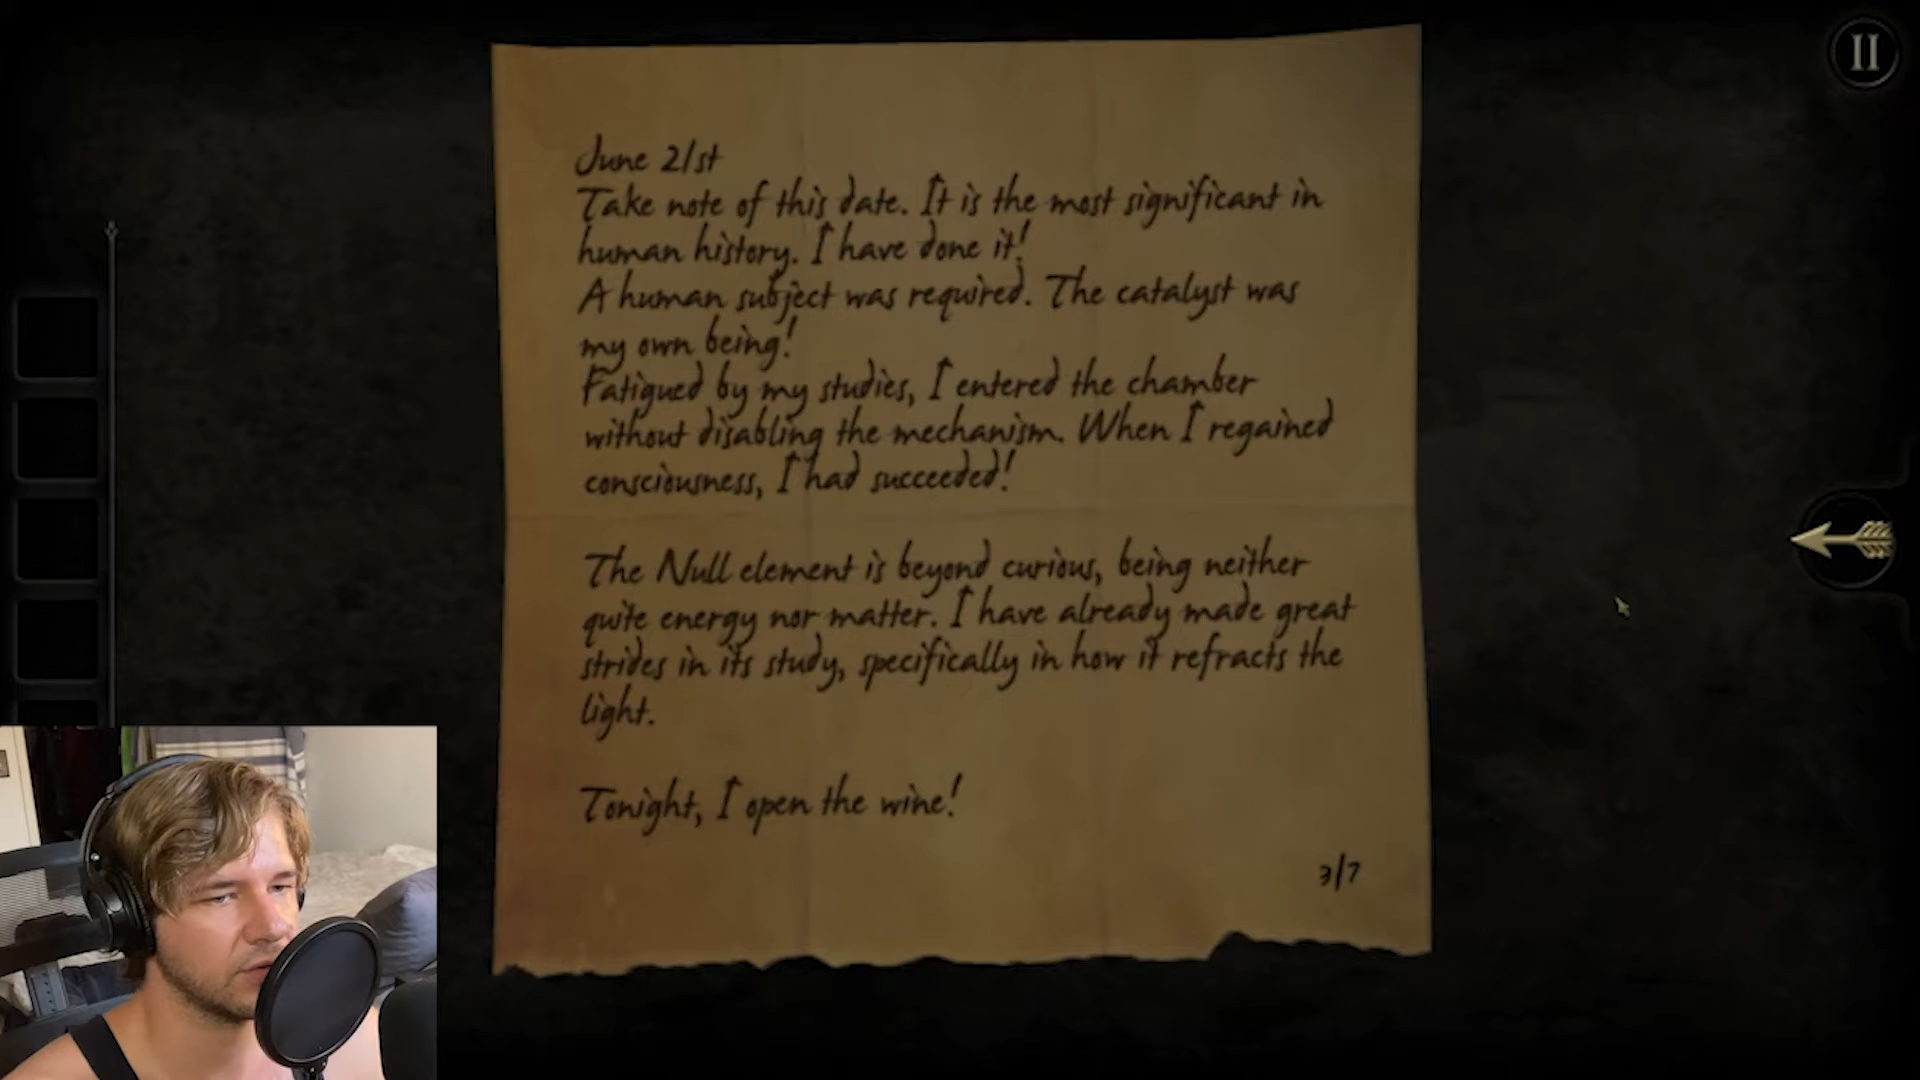 June 21st
Take note of this date. It is the most significant in
human history. I have done it!
A human subject was required. The catalyst was
my own being!
Fatigued by my studies, I entered the chamber
without disabling the mechanism. When I regained
consciousness, I had succeeded!
The Null element is beyond curious, being neither
quite energy nor matter. I have already made great
strides in its study, specifically in how it refracts the
light.
Tonight, I open the wine!
3/7